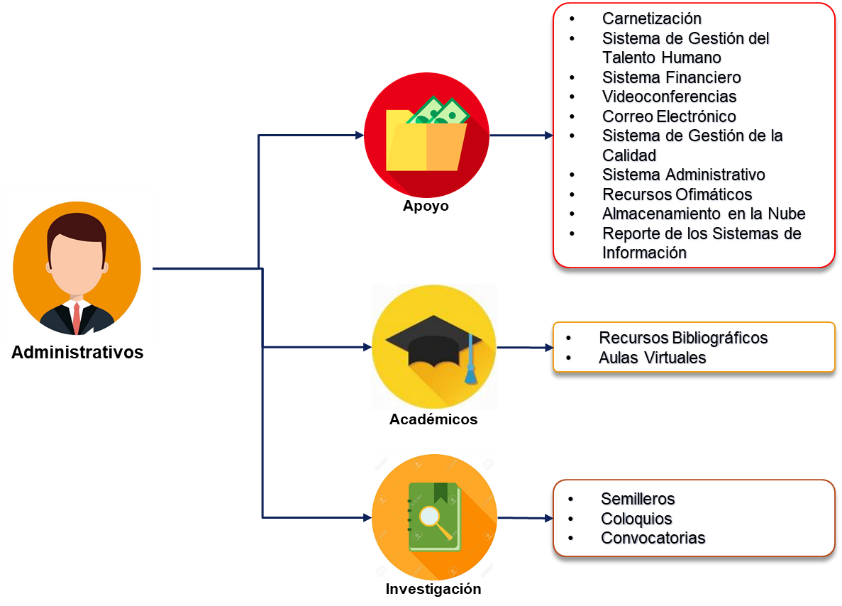 Administrativos
Apoyo
• Carnetización
• Sistema de Gestión del
Talento Humano
• Sistema Financiero
• Videoconferencias
• Correo Electrónico
• Sistema de Gestión de la
Calidad
• Sistema Administrativo
• Recursos Ofimáticos
• Almacenamiento en la Nube
• Reporte de los Sistemas de
Información
Académicos
• Recursos Bibliográficos
• Aulas Virtuales
Investigación
• Semilleros
• Coloquios
• Convocatorias